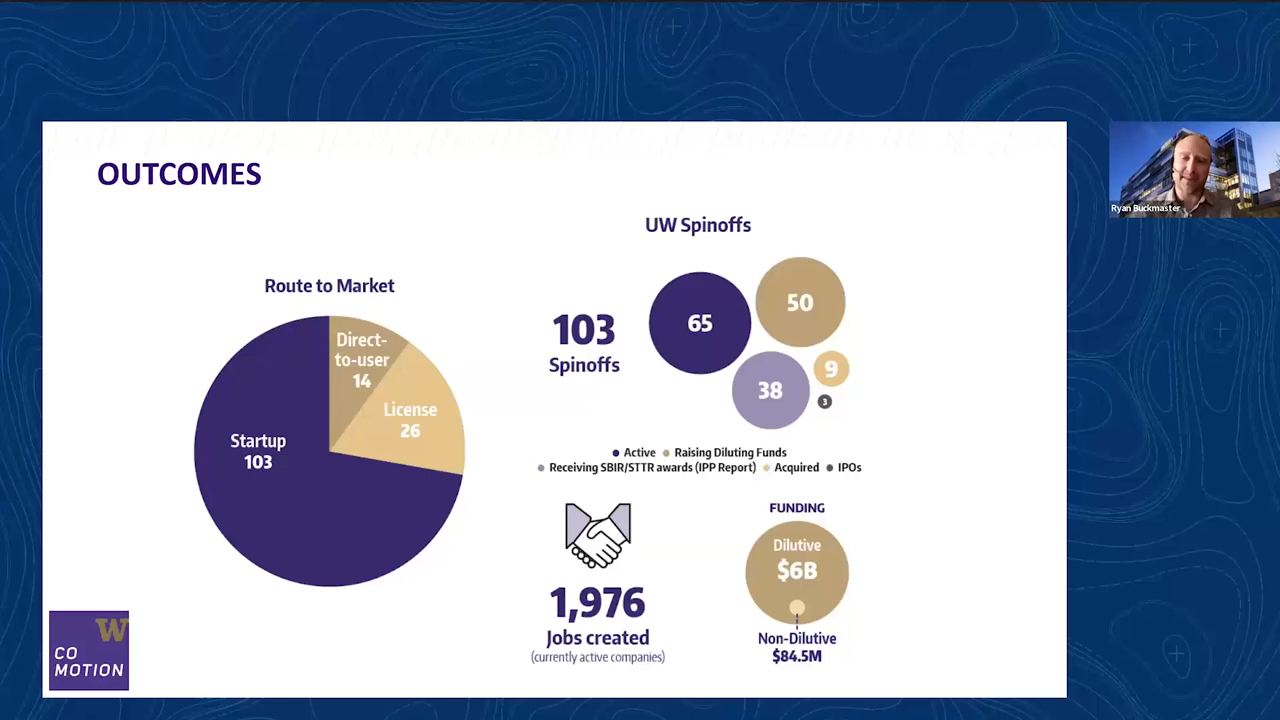 OUTCOMES
Route to Market
Direct-
to-user
14
License
26
Startup
103
UW Spinoffs
103
Spinoffs
65
50
38
9
3
Active
Raising Diluting Funds
Receiving SBIR/STTR awards (IPP Report)
Acquired
IPOs
1,976
Jobs created
(currently active companies)
FUNDING
Dilutive
$6B
Non-Dilutive
$84.5M
W
CO
MOTION
Ryan Buckmaster